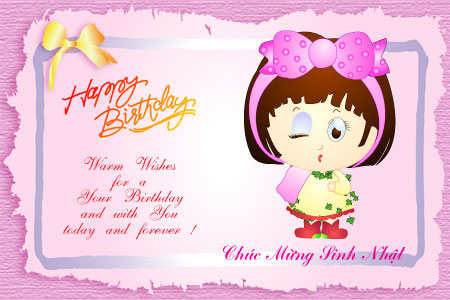 Happy
Birthday
Warm Wishes
for a
Your Birthday
and with You
today and forever !
Chúc Mừng Sinh Nhật